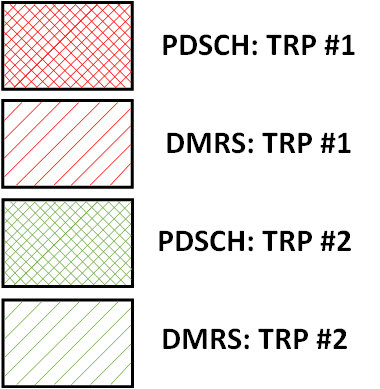 PDSCH: TRP #1
DMRS: TRP #1
PDSCH: TRP #2
DMRS: TRP #2